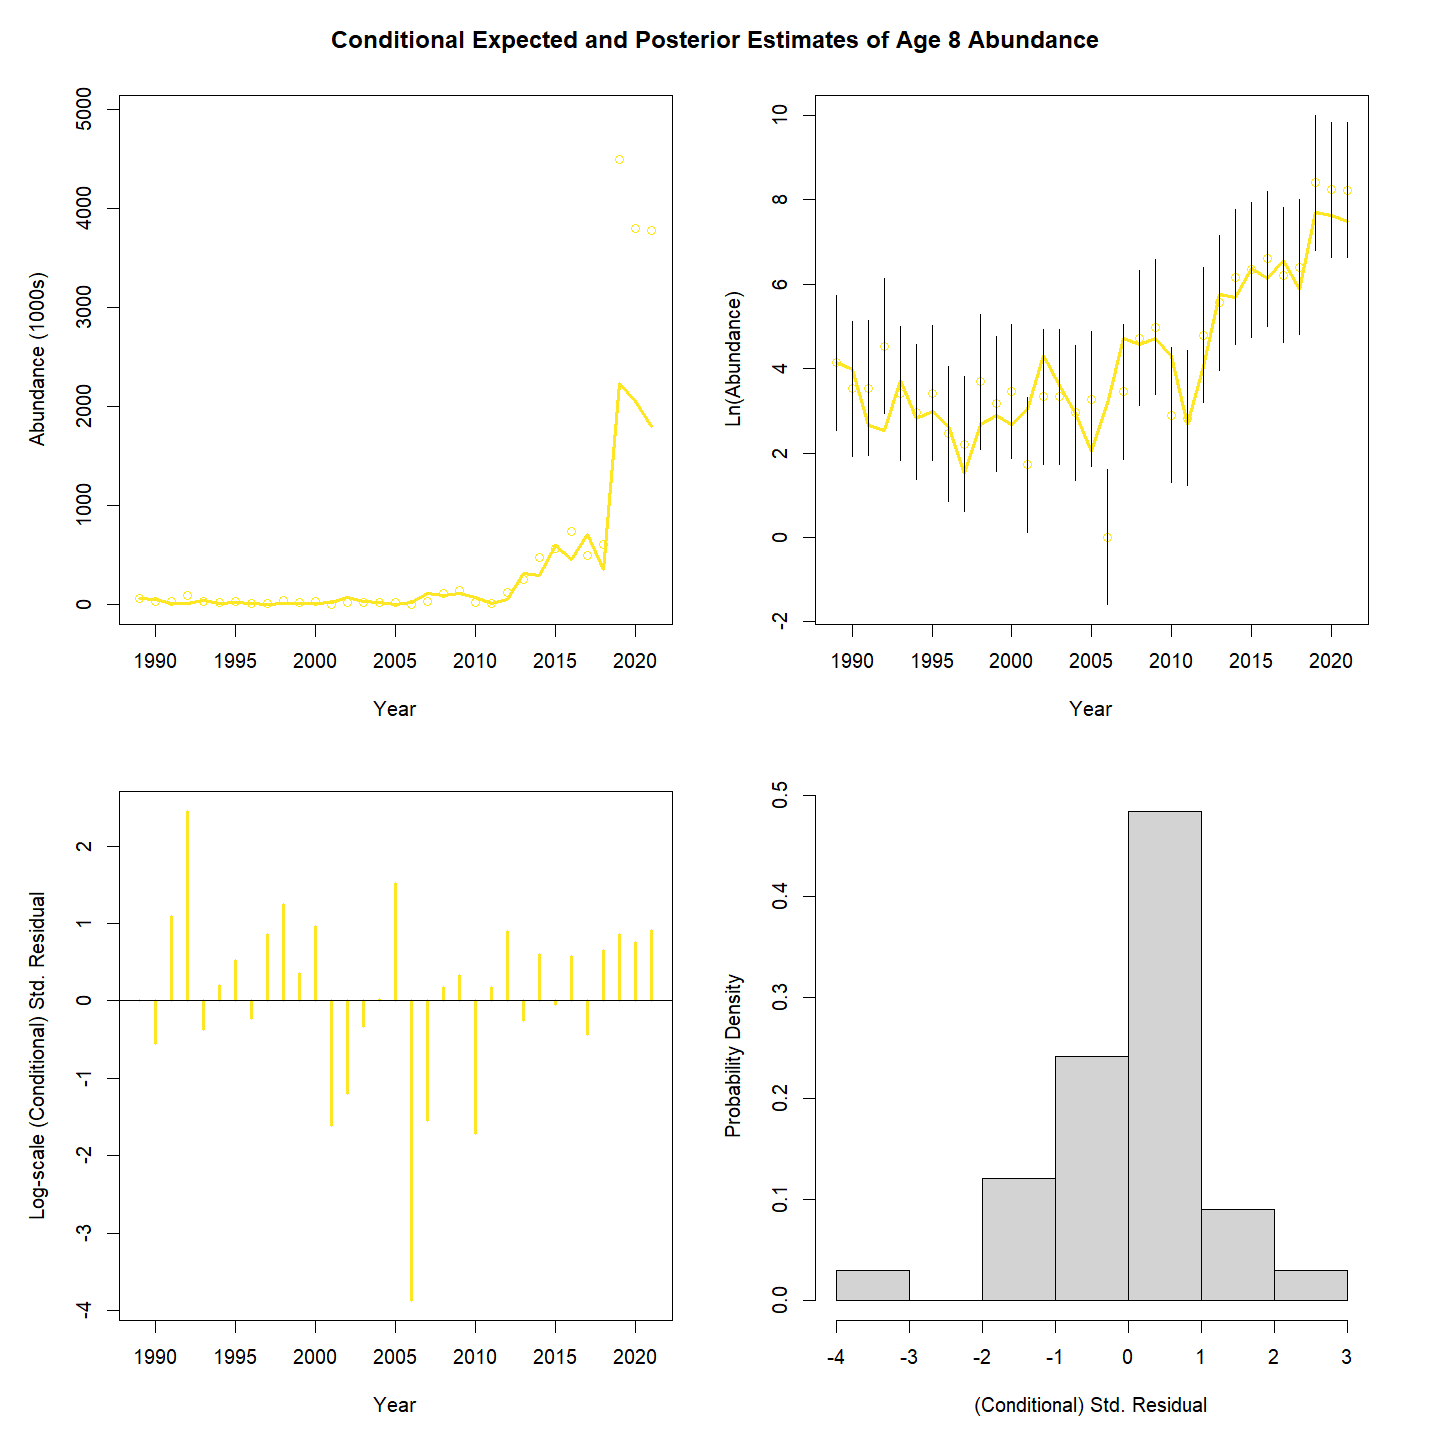 Conditional Expected and Posterior Estimates of Age 8 Abundance
Abundance (1000s)
5000
4000
3000
2000
1000
0
1990 1995 2000 2005 2010 2015 2020
Year
Ln(Abundance)
10
8
6
4
2
0
-2
1990 1995 2000 2005 2010 2015 2020
Year
Log-scale (Conditional) Std. Residual
2
1
0
-1
-2
-3
-4
1990 1995 2000 2005 2010 2015 2020
Year
Probability Density
0.5
0.4
0.3
0.2
0.1
0.0
-4 -3 -2 -1 0 1 2 3
(Conditional) Std. Residual